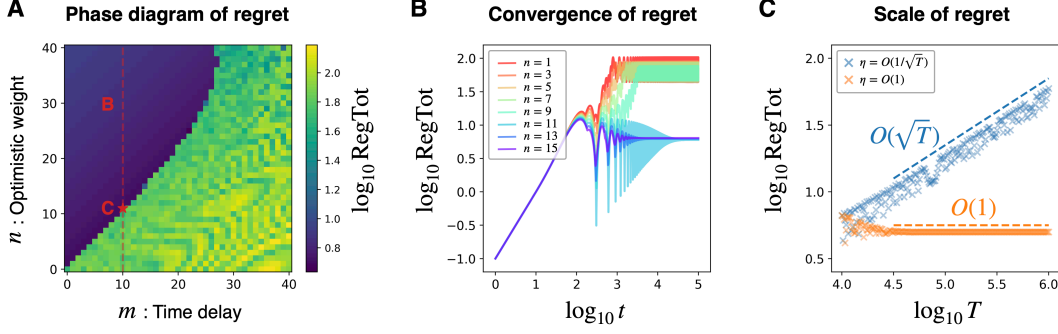 A
Phase diagram of regret
40
30
20
10
0
0
10
20
30
40
n : Optimistic weight
m : Time delay
B
C
2.0
1.8
1.6
1.4
1.2
1.0
0.8
log₁₀ RegTot
B
Convergence of regret
2.0
1.5
1.0
0.5
0.0
−0.5
−1.0
0
1
2
3
4
5
log₁₀ RegTot
log₁₀ t
n = 1
n = 3
n = 5
n = 7
n = 9
n = 11
n = 13
n = 15
C
Scale of regret
2.0
1.5
1.0
0.5
4.0
4.5
5.0
5.5
6.0
log₁₀ RegTot
log₁₀ T
η = O(1/√T)
η = O(1)
O(√T)
O(1)